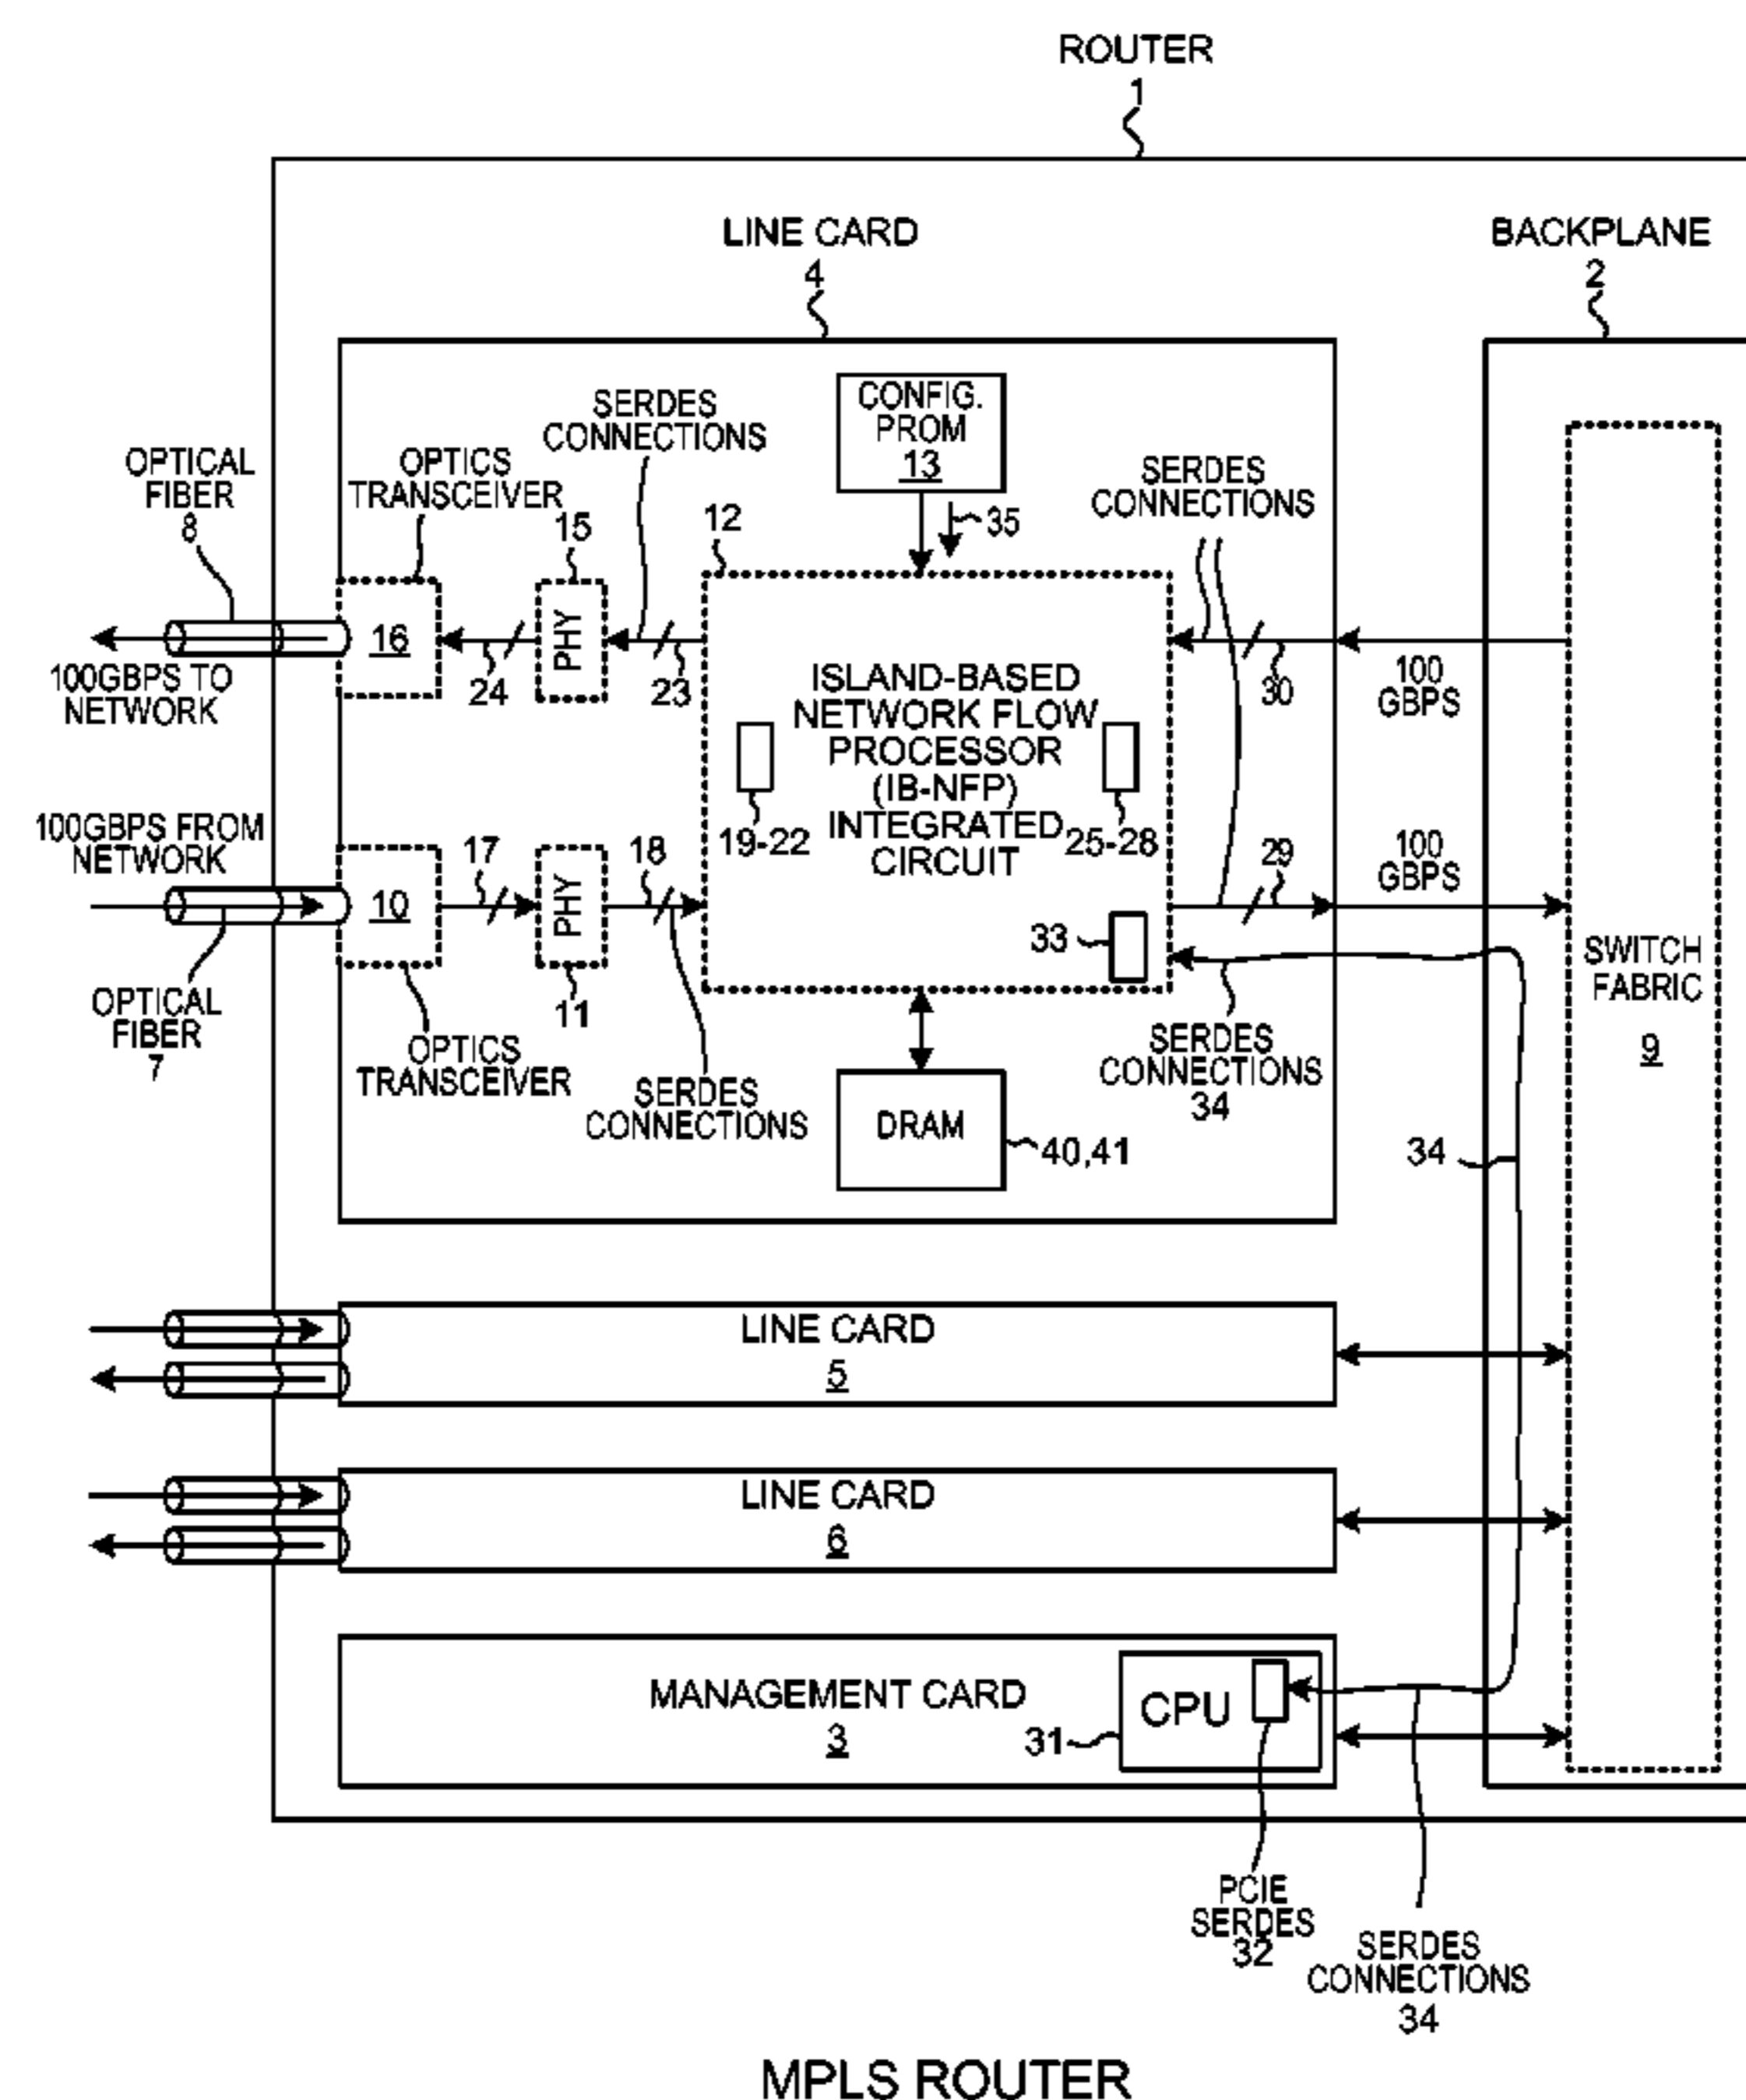 ROUTER
1
LINE CARD
4
BACKPLANE
2
CONFIG.
PROM
13
35
SERDES
CONNECTIONS
OPTICS
TRANSCEIVER
OPTICAL
FIBER
8
15
12
SERDES
CONNECTIONS
16
PHY
24
23
30
100
GBPS
100GBPS TO
NETWORK
ISLAND-BASED
NETWORK FLOW
PROCESSOR
(IB-NFP)
INTEGRATED
CIRCUIT
19-22
25-28
100GBPS FROM
NETWORK
17
18
29
100
GBPS
10
PHY
33
SWITCH
FABRIC
9
OPTICAL
FIBER
7
11
OPTICS
TRANSCEIVER
SERDES
CONNECTIONS
SERDES
CONNECTIONS
34
DRAM
40,41
34
LINE CARD
5
LINE CARD
6
MANAGEMENT CARD
3
31
CPU
PCIE
SERDES
32
SERDES
CONNECTIONS
34
MPLS ROUTER